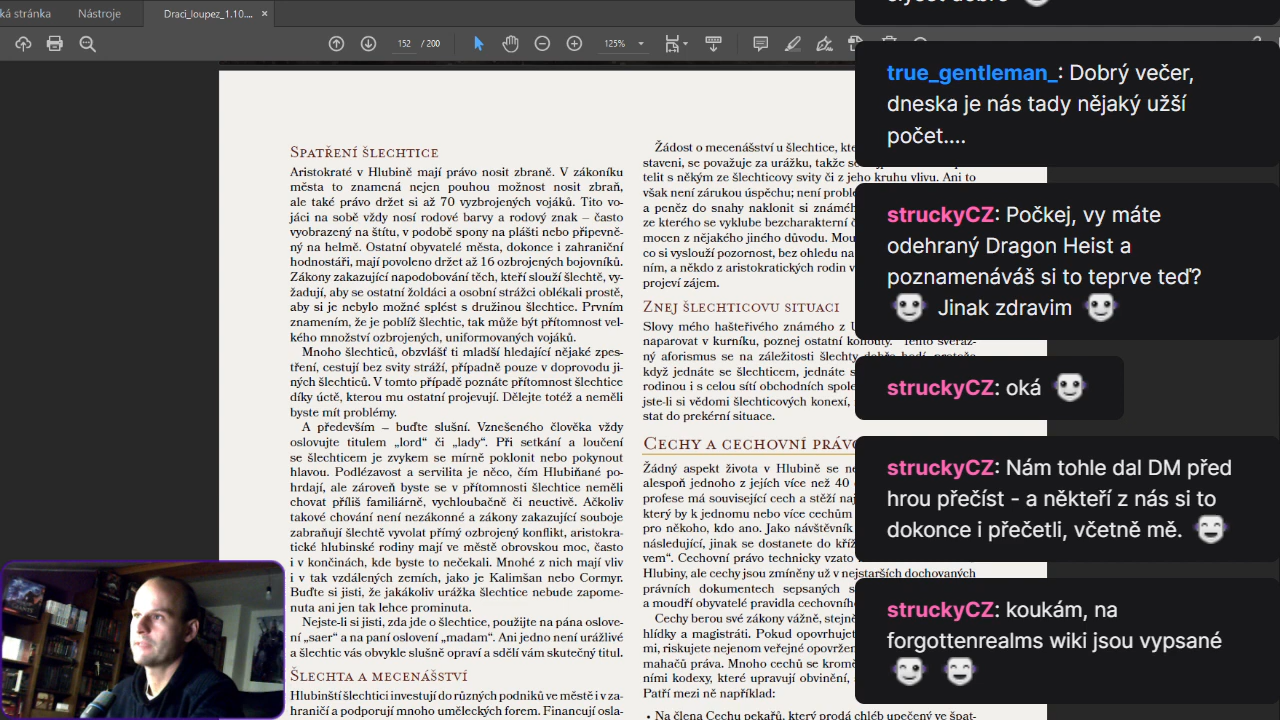 ká stránka
Nástroje
Draci_loupez_1.10.... ×
152 / 200
125%
SPATŘENÍ ŠLECHTICE
Aristokraté v Hlubině mají právo nosit zbraně. V zákoníku
města to znamená nejen pouhou možnost nosit zbraň,
ale také právo držet si až 70 vyzbrojených vojáků. Tito vo-
jáci na sobě vždy nosí rodové barvy a rodový znak – často
vyobrazený na štítu, v podobě spony na plášti nebo připevně-
ný na helmě. Ostatní obyvatelé města, dokonce i zahraniční
hodnostáři, mají povoleno držet až 16 ozbrojených bojovníků.
Zákony zakazující napodobování těch, kteří slouží šlechtě, vy-
žadují, aby se ostatní žoldáci a osobní strážci oblékali prostě,
aby si je nebylo možné splést s družinou šlechtice. Prvním
znamením, že je poblíž šlechtic, tak může být přítomnost vel-
kého množství ozbrojených, uniformovaných vojáků.
Mnoho šlechticů, obzvlášť ti mladší hledající nějaké zpes-
tření, cestují bez svity stráží, případně pouze v doprovodu ji-
ných šlechticů. V tomto případě poznáte přítomnost šlechtice
díky úctě, kterou mu ostatní projevují. Dělejte totéž a neměli
byste mít problémy.
A především – buďte slušní. Vznešeného člověka vždy
oslovujte titulem „lord“ či „lady“. Při setkání a loučení
se šlechticem je zvykem se mírně poklonit nebo pokynout
hlavou. Podlézavost a servilita je něco, čím Hlubiňané po-
hrdají, ale zároveň byste se v přítomnosti šlechtice neměli
chovat příliš familiárně, vychloubačně či neuctivě. Ačkoliv
takové chování není nezákonné a zákony zakazující souboje
zabraňují šlechtě vyvolat přímý ozbrojený konflikt, aristokra-
tické hlubinské rodiny mají ve městě obrovskou moc, často
i v končinách, kde byste to nečekali. Mnohé z nich mají vliv
i v tak vzdálených zemích, jako je Kalimšan nebo Cormyr.
Buďte si jisti, že jakákoliv urážka šlechtice nebude zapome-
nuta ani jen tak lehce prominuta.
Nejste-li si jisti, zda jde o šlechtice, použijte na pána oslove-
ní „saer“ a na paní oslovení „madam“. Ani jedno není urážlivé
a šlechtic vás obvykle slušně opraví a sdělí vám skutečný titul.
ŠLECHTA A MECENÁŠSTVÍ
Hlubinští šlechtici investují do různých podniků ve městě i v za-
hraničí a podporují mnoho uměleckých forem. Financují osla-
Žádost o mecenášství u šlechtice,
staveni, se považuje za urážku, takže
telit s někým ze šlechticovy svity či z jeho kruhu vlivu. Ani to
však není zárukou úspěchu; není
a peněz do snahy naklonit si
ze kterého se vyklube bezcharakterní
mocen z nějakého jiného důvodu.
co si vyslouží pozornost, bez ohledu na
ním, a někdo z aristokratických rodin v
projeví zájem.
ZNEJ ŠLECHTICOVU SITUACI
Slovy mého hašteřivého známého z
naparovat v kurníku, poznej ostatní kohouty.“ Tento svéráz-
ný aforismus se na záležitosti šlechty dobře hodí, protože
když jednáte se šlechticem, jednáte
rodinou i s celou sítí obchodních
jste-li si vědomi šlechticových konexí,
stat do prekérní situace.
CECHY A CECHOVNÍ PRÁVO
Žádný aspekt života v Hlubině se
alespoň jednoho z jejích více než 40
profese má související cech a stěží
který by k jednomu nebo více cechům
pro někoho, kdo ano. Jako návštěvník
následující, jinak se dostanete do
vem“. Cechovní právo technicky vzato
Hlubiny, ale cechy jsou zmíněny už v nejstarších dochovaných
právních dokumentech sepsaných
a moudří obyvatelé pravidla cechovního
Cechy berou své zákony vážně, stejně
hlídky a magistráti. Pokud opovrhujete
mi, riskujete nejenom veřejné opovržení
mahačů práva. Mnoho cechů se kromě
ními kodexy, které upravují obvinění,
Patří mezi ně například:
• Na člena Cechu pekařů, který prodá chléb upečený ve špat-
true_gentleman_: Dobrý večer,
dneska je nás tady nějaký užší
počet....
struckyCZ: Počkej, vy máte
odehraný Dragon Heist a
poznamenáváš si to teprve teď?
Jinak zdravim
struckyCZ: oká
struckyCZ: Nám tohle dal DM před
hrou přečíst - a někteří z nás si to
dokonce i přečetli, včetně mě.
struckyCZ: koukám, na
forgottenrealms wiki jsou vypsané